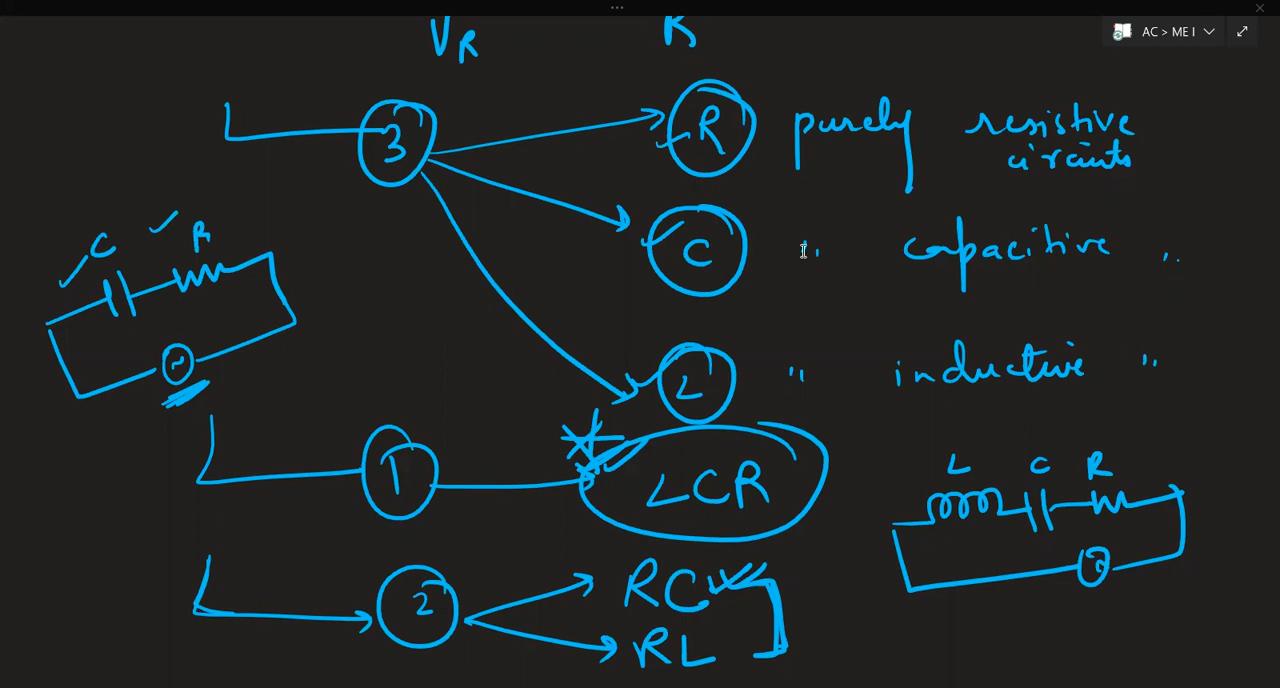 V_R R
AC > ME I
3 R purely resistive
circuits
C R
C " capacitive "
L " inductive "
1 LCR
L C R
2 RC
RL